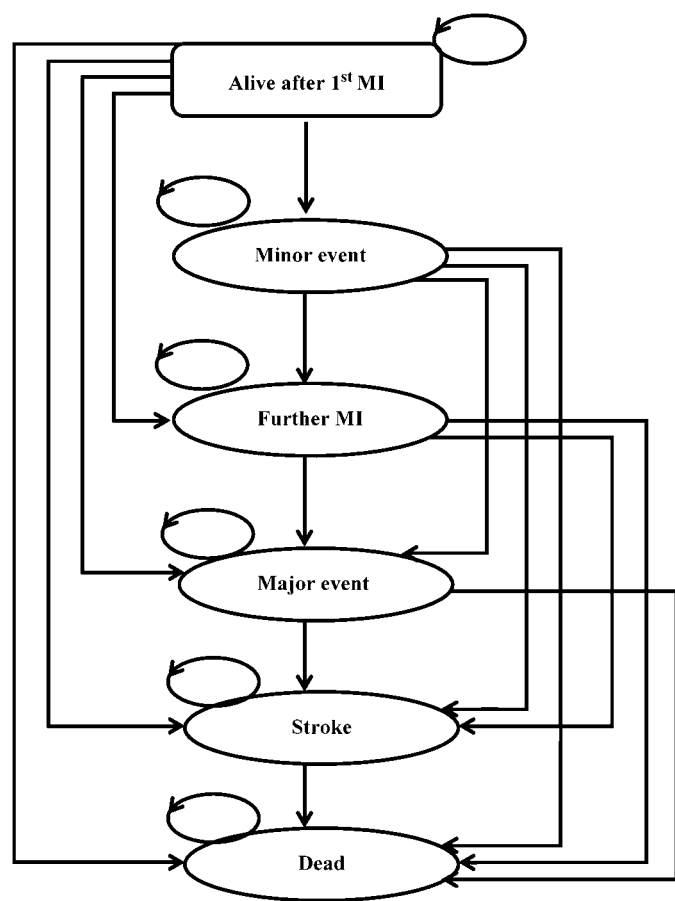 Alive after 1st MI
Minor event
Further MI
Major event
Stroke
Dead